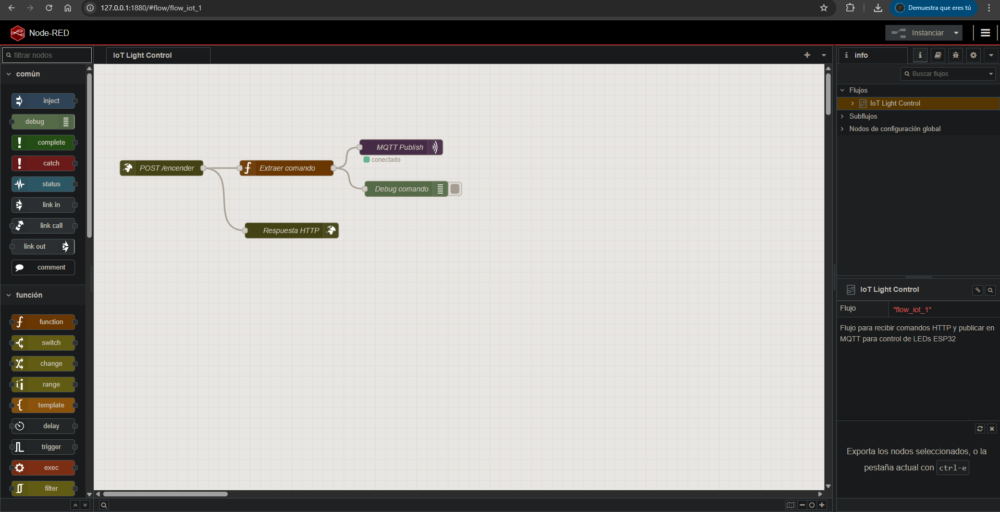 127.0.0.1:1880/#flow/flow_iot_1
Demuestra que eres tú
Node-RED
Instanciar
filtrar nodos
común
inject
debug
complete
catch
status
link in
link call
link out
comment
función
function
switch
change
range
template
delay
trigger
exec
filter
IoT Light Control
POST /encender
Extraer comando
MQTT Publish
conectado
Debug comando
Respuesta HTTP
info
Buscar flujos
Flujos
IoT Light Control
Subflujos
Nodos de configuración global
IoT Light Control
Flujo "flow_iot_1"
Flujo para recibir comandos HTTP y publicar en
MQTT para control de LEDs ESP32
Exporta los nodos seleccionados, o la
pestaña actual con ctrl-e